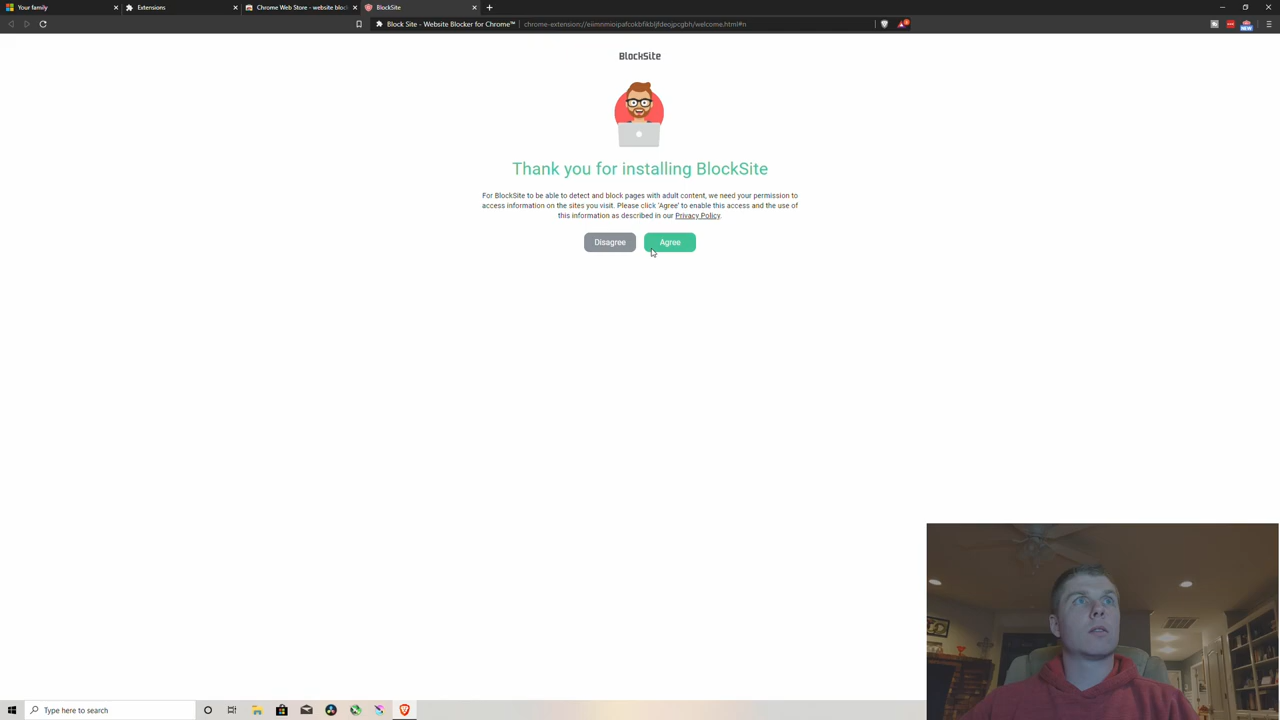 Your family
Extensions
Chrome Web Store - website bloc
BlockSite
Block Site - Website Blocker for Chrome™ | chrome-extension://eiimnmioipafcokbfikbljfdeojpcgbh/welcome.html#n
NEW
BlockSite
Thank you for installing BlockSite
For BlockSite to be able to detect and block pages with adult content, we need your permission to
access information on the sites you visit. Please click 'Agree' to enable this access and the use of
this information as described in our Privacy Policy.
Disagree
Agree
Type here to search